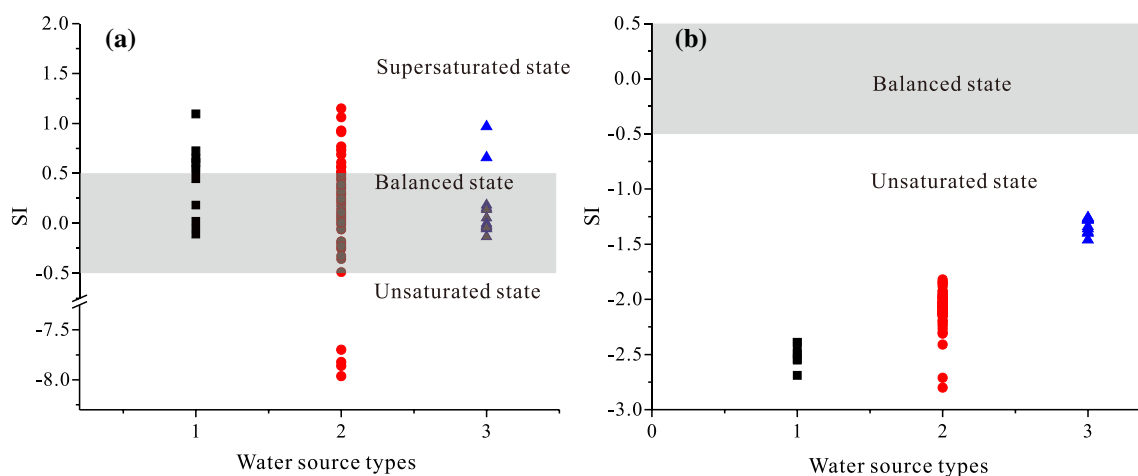 (a)
2.0
1.5
1.0
0.5
0.0
-0.5
-7.5
-8.0
SI
Supersaturated state
Balanced state
Unsaturated state
1 2 3
Water source types
(b)
0.5
0.0
-0.5
-1.0
-1.5
-2.0
-2.5
-3.0
SI
Balanced state
Unsaturated state
0 1 2 3
Water source types